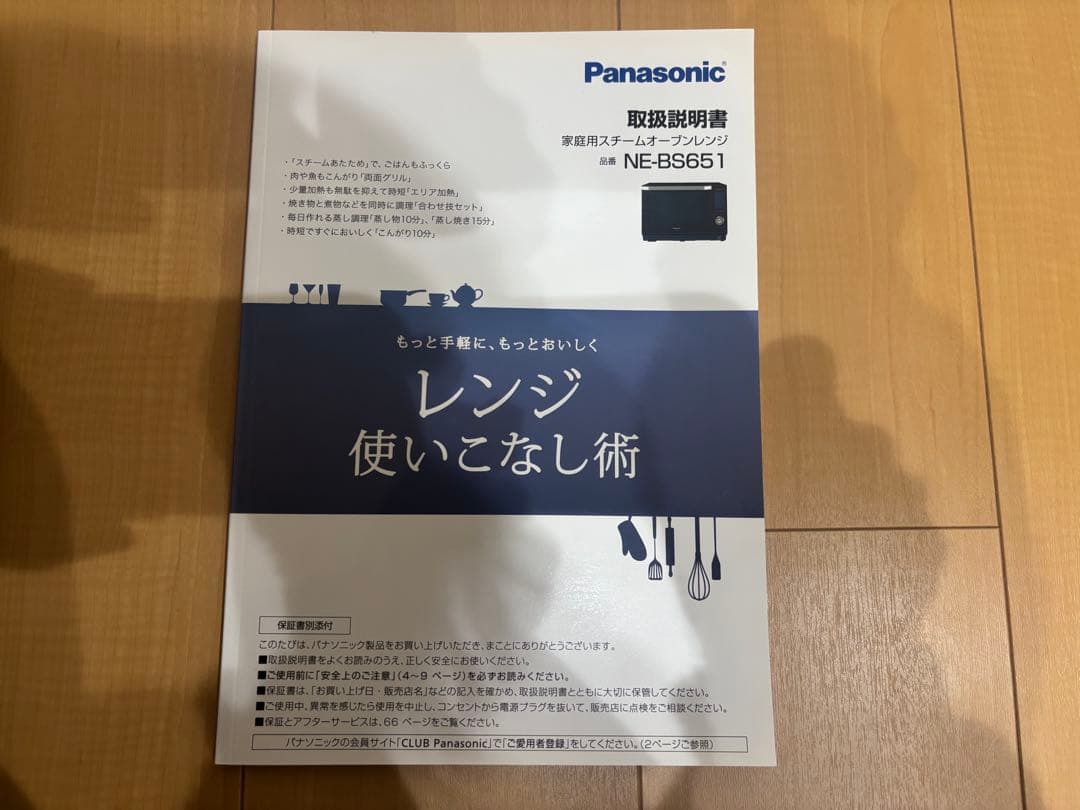 Panasonic®
取扱説明書
家庭用スチームオーブンレンジ
品番 NE-BS651
・「スチームあたため」で、ごはんもふっくら
・肉や魚もこんがり「両面グリル」
・少量加熱も無駄を抑えて時短「エリア加熱」
・焼き物と煮物などを同時に調理「合わせ技セット」
・毎日作れる蒸し調理「蒸し物10分」、「蒸し焼き15分」
・時短ですぐにおいしく「こんがり10分」
もっと手軽に、もっとおいしく
レンジ
使いこなし術
保証書別添付
このたびは、パナソニック製品をお買い上げいただき、まことにありがとうございます。
■取扱説明書をよくお読みのうえ、正しく安全にお使いください。
■ご使用前に「安全上のご注意」(4~9 ページ)を必ずお読みください。
■保証書は、「お買い上げ日・販売店名」などの記入を確かめ、取扱説明書とともに大切に保管してください。
■ご使用中、異常を感じたら使用を中止し、コンセントから電源プラグを抜いて、販売店に点検をご相談ください。
■保証とアフターサービスは、66 ページをご覧ください。
パナソニックの会員サイト「CLUB Panasonic」で「ご愛用者登録」をしてください。(2ページご参照)